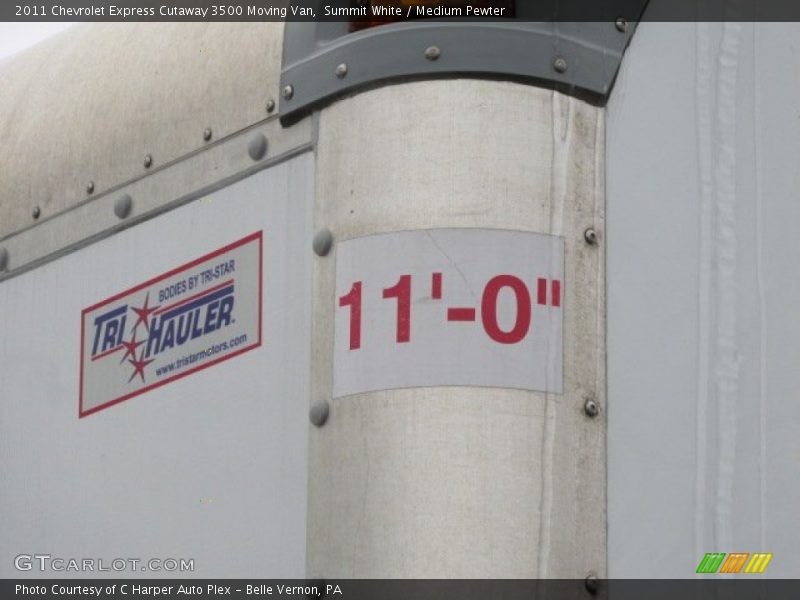 2011 Chevrolet Express Cutaway 3500 Moving Van, Summit White / Medium Pewter
BODIES BY TRI-STAR
TRI HAULER
www.tristarmotors.com
11'-0"
GTCARLOT.COM
Photo Courtesy of C Harper Auto Plex - Belle Vernon, PA